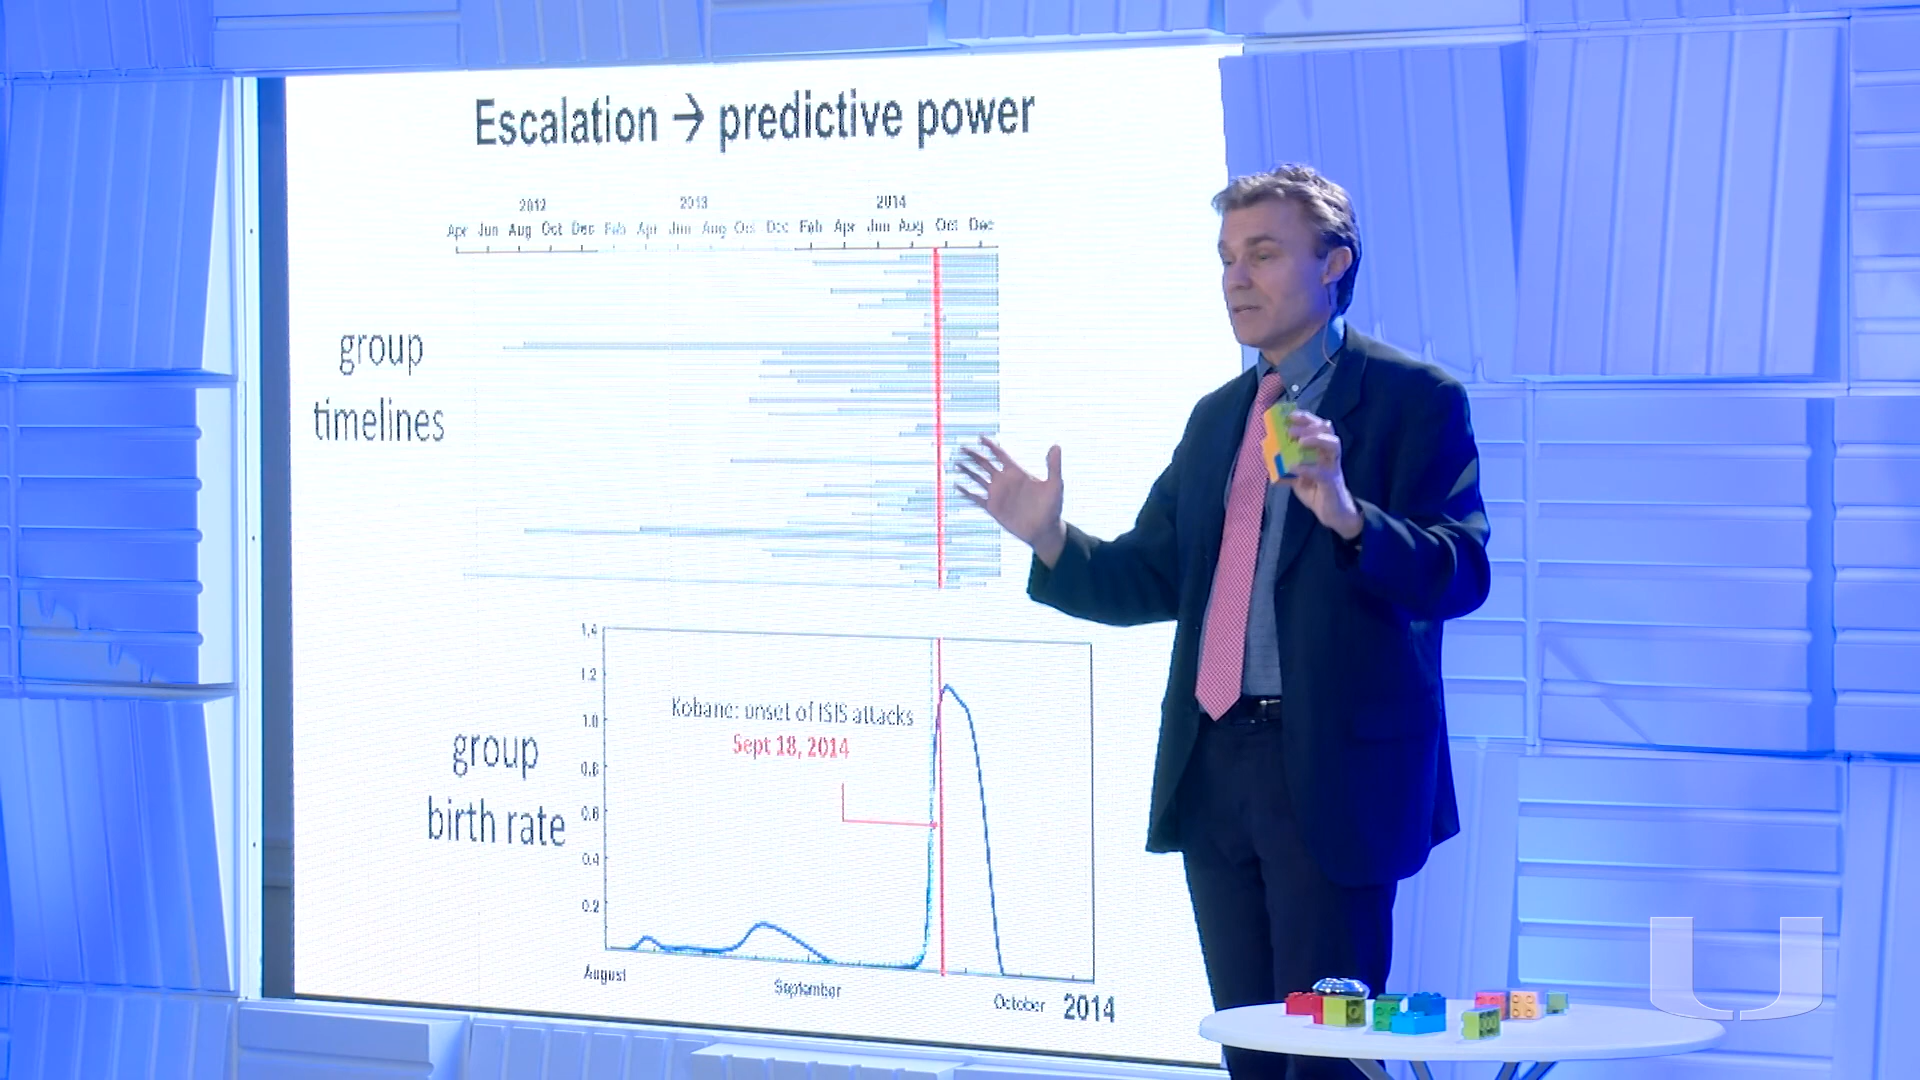 Escalation → predictive power
2012 2013 2014
Apr Jun Aug Oct Dec Feb Apr Jun Aug Oct Dec Feb Apr Jun Aug Oct Dec
group
timelines
1.4
1.2
1.0
0.8
0.6
0.4
0.2
Kobane: onset of ISIS attacks
Sept 18, 2014
group
birth rate
August September October 2014
U